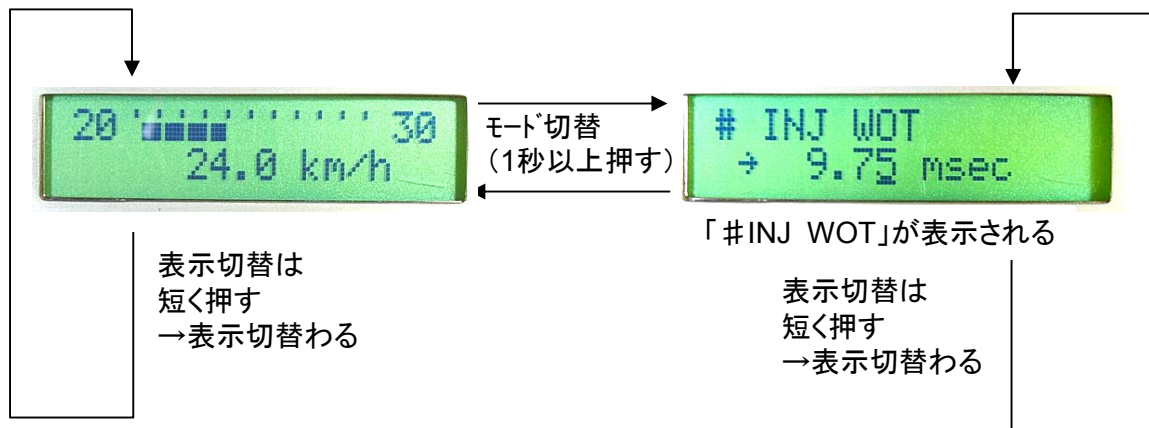 20 30
24.0 km/h
モード切替
(1秒以上押す)
# INJ WOT
→ 9.75 msec
「♯INJ WOT」が表示される
表示切替は
短く押す
→表示切替わる
表示切替は
短く押す
→表示切替わる